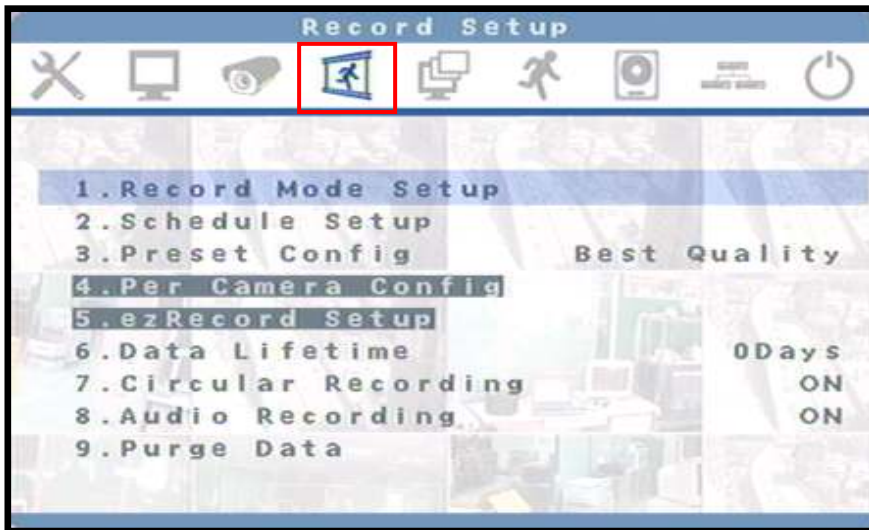 Record Setup
1.Record Mode Setup
2.Schedule Setup
3.Preset Config Best Quality
4.Per Camera Config
5.ezRecord Setup
6.Data Lifetime 0Days
7.Circular Recording ON
8.Audio Recording ON
9.Purge Data